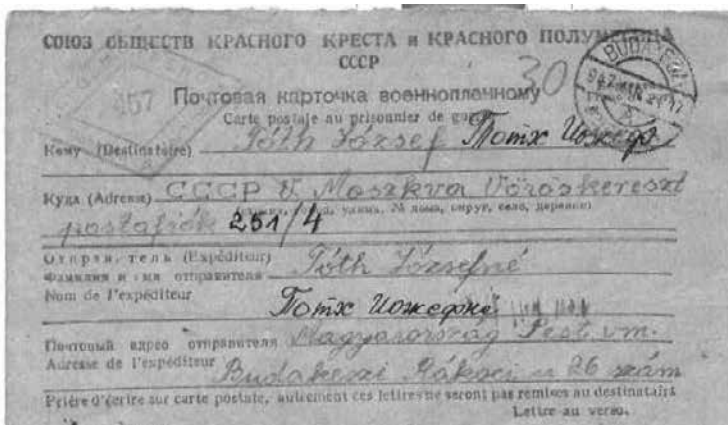 СОЮЗ ОБЩЕСТВ КРАСНОГО КРЕСТА и КРАСНОГО ПОЛУМЕСЯЦА
СССР
30
457
BUDAKESZI
Почтовая карточка военнопленному
Carte postale au prisonnier de guerre
Кому (Destinatoire) Tóth József Тотх Иожеф
Куда (Adresse) CCCP V. Moszkva Vöröskereszt
postafiók 251/4
Отправитель (Expéditeur)
Фамилия и имя отправителя Tóth Józsefné
Nom de l'expéditeur
Тотх Иожефне
Почтовый адрес отправителя Magyarország Pest. vm.
Adresse de l'expéditeur Budakeszi Rákóczi u 26 szám
Prière d'écrire sur carte postale, autrement ces lettres ne seront pas remises au destinataire
Lettre au verso.